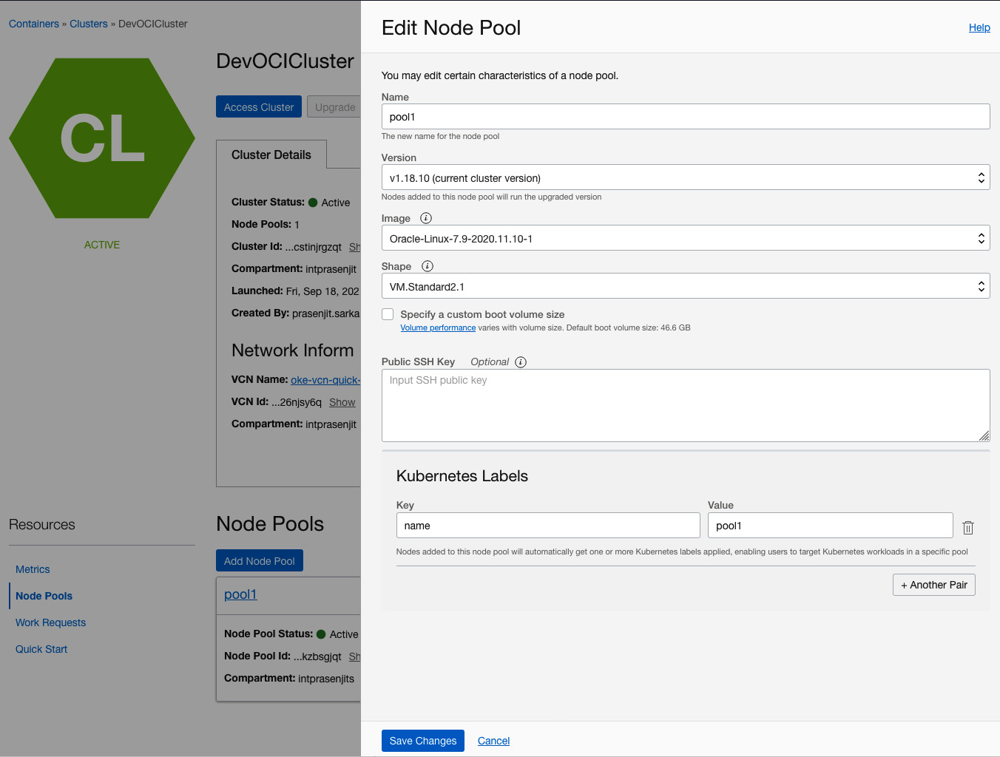 Containers » Clusters » DevOCICluster
CL
ACTIVE
DevOCICluster
Access Cluster
Upgrade
Cluster Details
Cluster Status: Active
Node Pools: 1
Cluster Id: ...cstinjrgzqt Sh
Compartment: intprasenjit
Launched: Fri, Sep 18, 202
Created By: prasenjit.sarka
Network Inform
VCN Name: oke-vcn-quick-
VCN Id: ...26njsy6q Show
Compartment: intprasenjit
Resources
Metrics
Node Pools
Work Requests
Quick Start
Node Pools
Add Node Pool
pool1
Node Pool Status: Active
Node Pool Id: ...kzbsgjqt Sh
Compartment: intprasenjits
Edit Node Pool
Help
You may edit certain characteristics of a node pool.
Name
pool1
The new name for the node pool
Version
v1.18.10 (current cluster version)
Nodes added to this node pool will run the upgraded version
Image i
Oracle-Linux-7.9-2020.11.10-1
Shape i
VM.Standard2.1
Specify a custom boot volume size
Volume performance varies with volume size. Default boot volume size: 46.6 GB
Public SSH Key Optional i
Input SSH public key
Kubernetes Labels
Key
Value
name
pool1
Nodes added to this node pool will automatically get one or more Kubernetes labels applied, enabling users to target Kubernetes workloads in a specific pool
+ Another Pair
Save Changes
Cancel